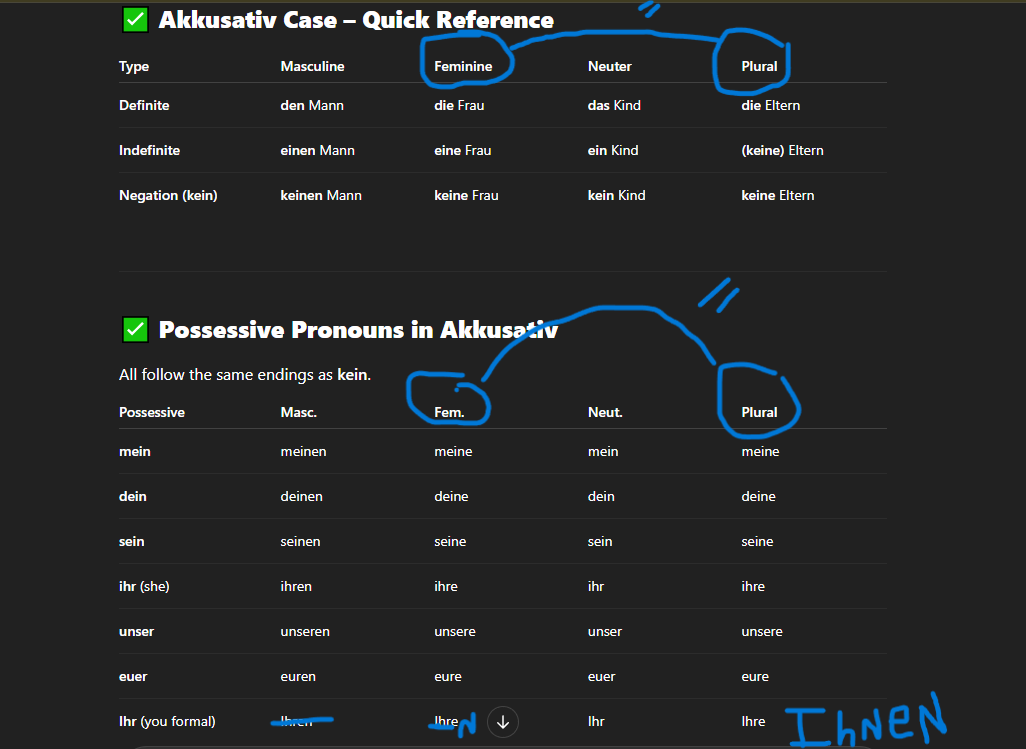 ✅ Akkusativ Case – Quick Reference
Type Masculine Feminine Neuter Plural
Definite den Mann die Frau das Kind die Eltern
Indefinite einen Mann eine Frau ein Kind (keine) Eltern
Negation (kein) keinen Mann keine Frau kein Kind keine Eltern
✅ Possessive Pronouns in Akkusativ
All follow the same endings as kein.
Possessive Masc. Fem. Neut. Plural
mein meinen meine mein meine
dein deinen deine dein deine
sein seinen seine sein seine
ihr (she) ihren ihre ihr ihre
unser unseren unsere unser unsere
euer euren eure euer eure
Ihr (you formal) Ihren Ihre N Ihr Ihre IhNeN